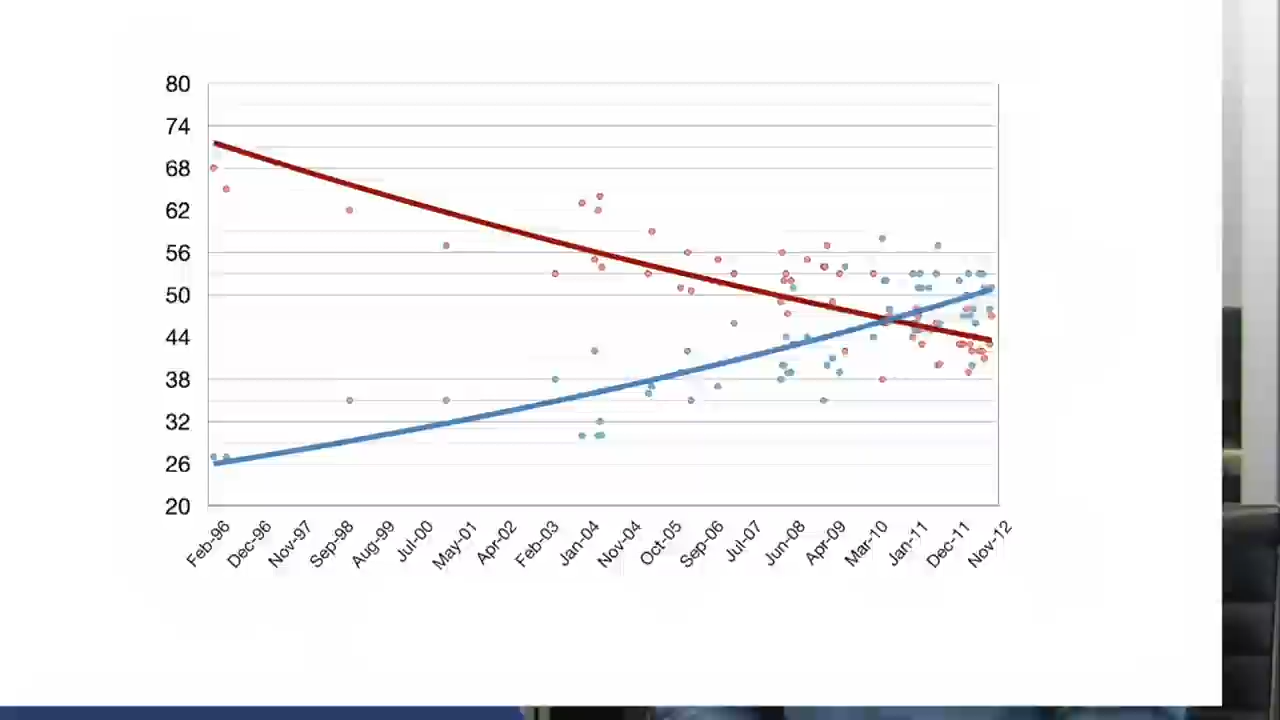 80
74
68
62
56
50
44
38
32
26
20
Feb-96
Dec-96
Nov-97
Sep-98
Aug-99
Jul-00
May-01
Apr-02
Feb-03
Jan-04
Nov-04
Oct-05
Sep-06
Jul-07
Jun-08
Apr-09
Mar-10
Jan-11
Dec-11
Nov-12